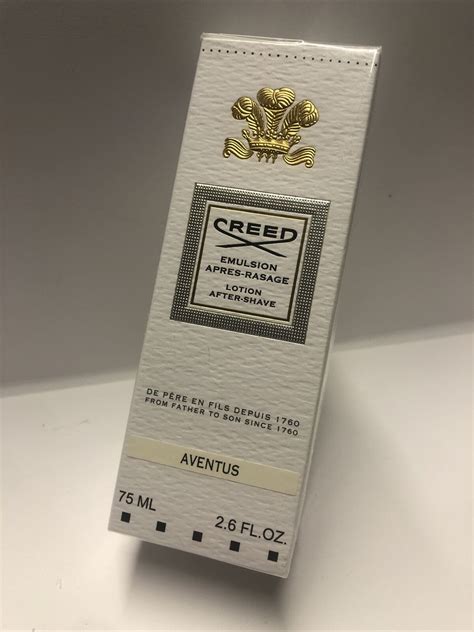 CREED
EMULSION
APRES-RASAGE
LOTION
AFTER-SHAVE
DE PÈRE EN FILS DEPUIS 1760
FROM FATHER TO SON SINCE 1760
AVENTUS
75 ML
2.6 FL.OZ.